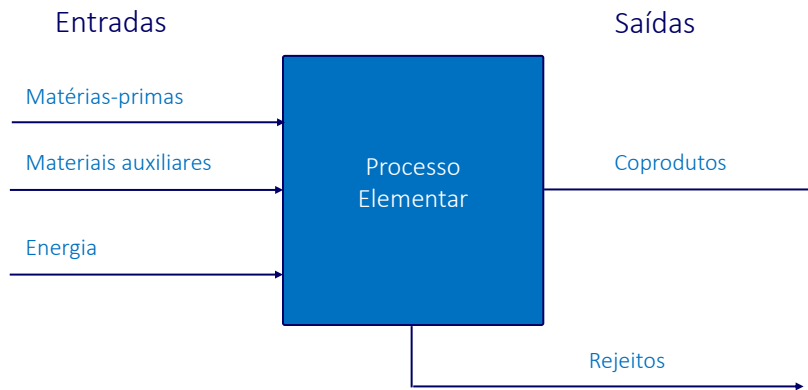 Entradas
Saídas
Matérias-primas
Materiais auxiliares
Processo
Elementar
Coprodutos
Energia
Rejeitos